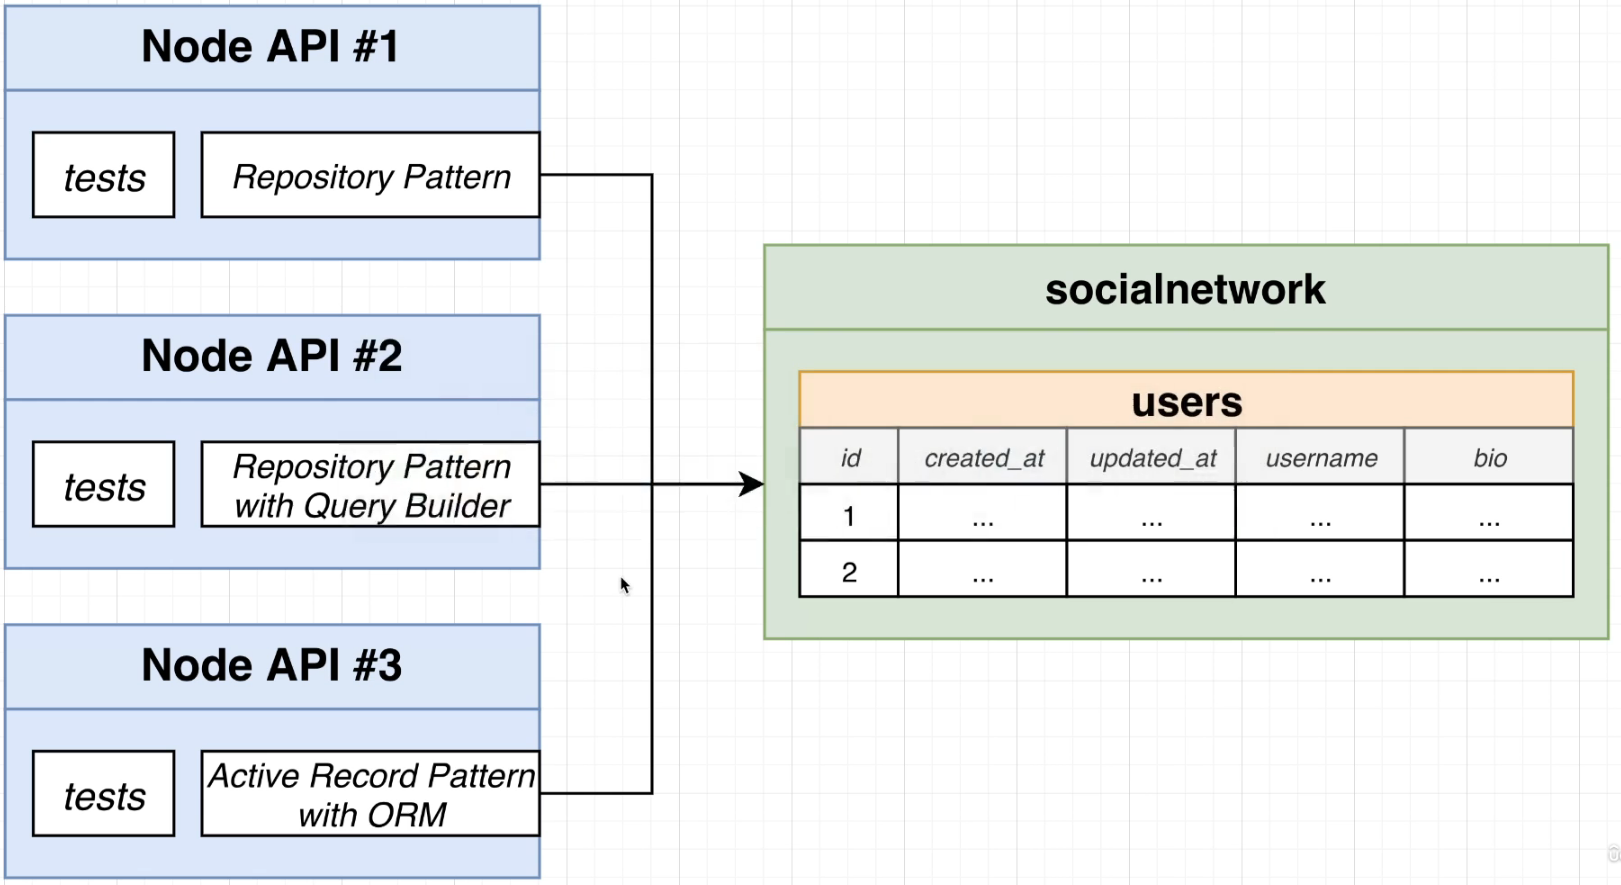 Node API #1
tests
Repository Pattern
Node API #2
tests
Repository Pattern
with Query Builder
Node API #3
tests
Active Record Pattern
with ORM
socialnetwork
users
id created_at updated_at username bio
1 ... ... ... ...
2 ... ... ... ...